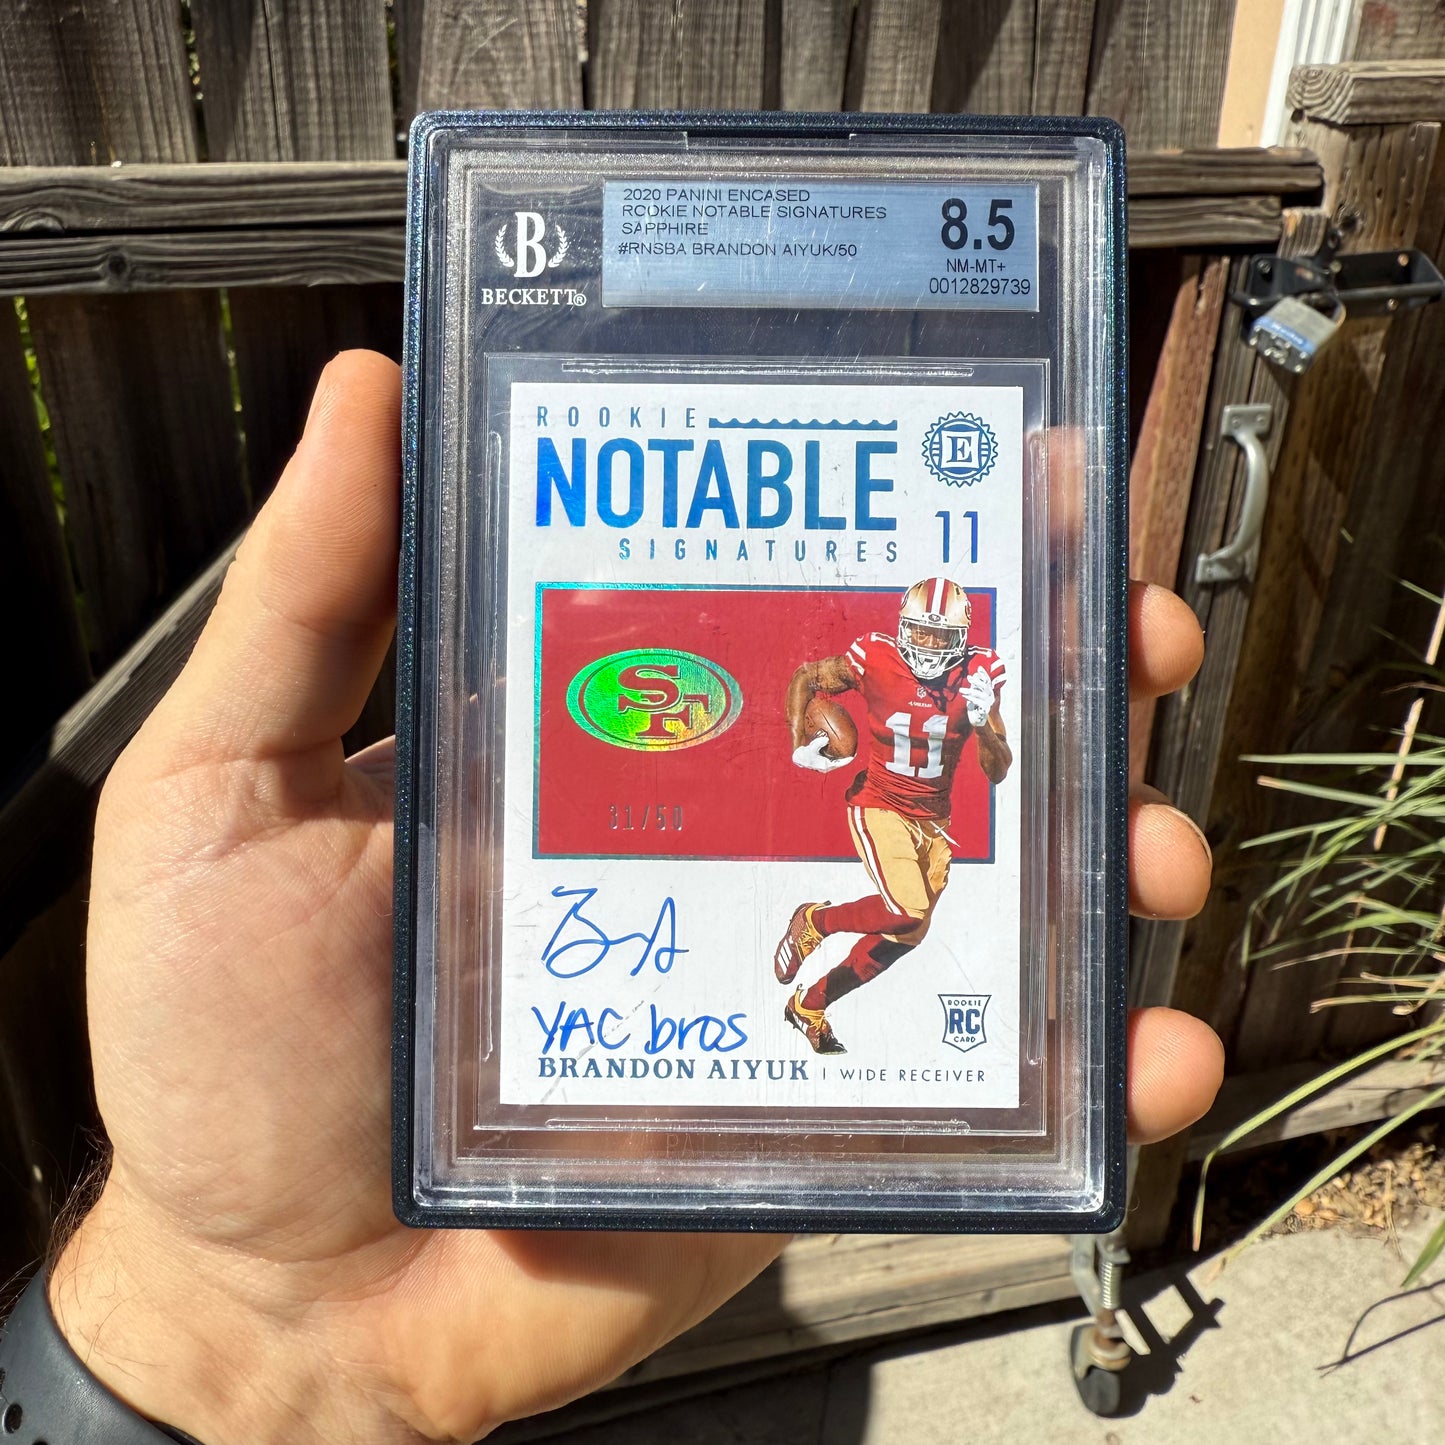 2020 PANINI ENCASED
ROOKIE NOTABLE SIGNATURES
SAPPHIRE
#RNSBA BRANDON AIYUK/50
8.5
NM-MT+
0012829739
B
BECKETT®
ROOKIE
NOTABLE
SIGNATURES
E
11
SF
11
31/50
YAC bros
BRANDON AIYUK | WIDE RECEIVER
ROOKIE
RC
CARD